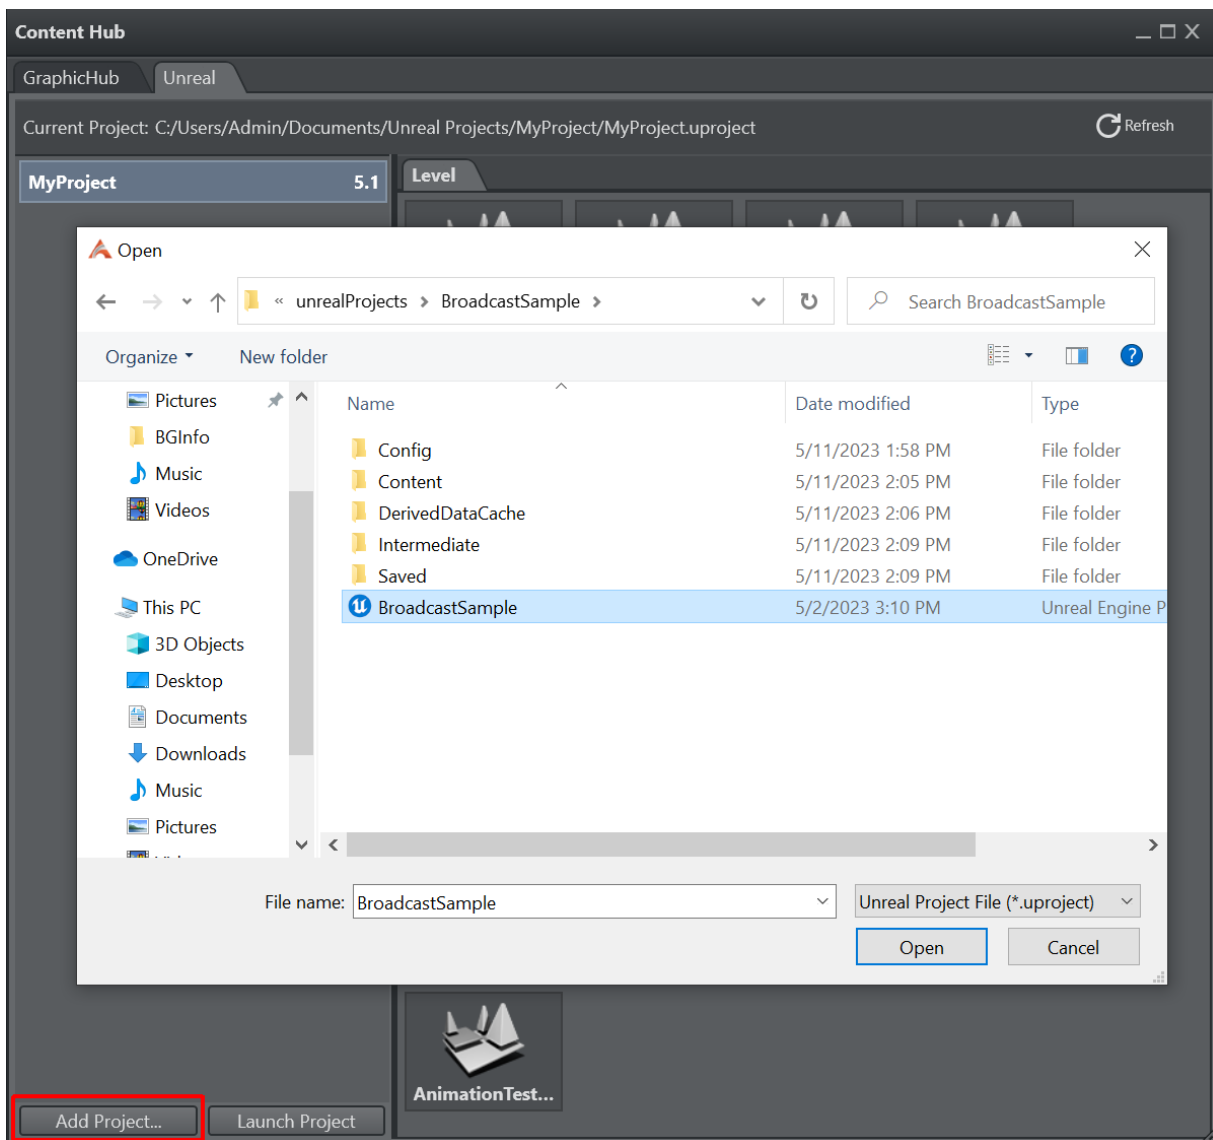 Content Hub
GraphicHub Unreal
Current Project: C:/Users/Admin/Documents/Unreal Projects/MyProject/MyProject.uproject Refresh
MyProject 5.1
Level
Open
« unrealProjects > BroadcastSample > Search BroadcastSample
Organize New folder
Name Date modified Type
Pictures
BGInfo
Music
Videos
OneDrive
This PC
3D Objects
Desktop
Documents
Downloads
Music
Pictures
Config 5/11/2023 1:58 PM File folder
Content 5/11/2023 2:05 PM File folder
DerivedDataCache 5/11/2023 2:06 PM File folder
Intermediate 5/11/2023 2:09 PM File folder
Saved 5/11/2023 2:09 PM File folder
BroadcastSample 5/2/2023 3:10 PM Unreal Engine P
File name: BroadcastSample Unreal Project File (*.uproject)
Open Cancel
AnimationTest...
Add Project... Launch Project